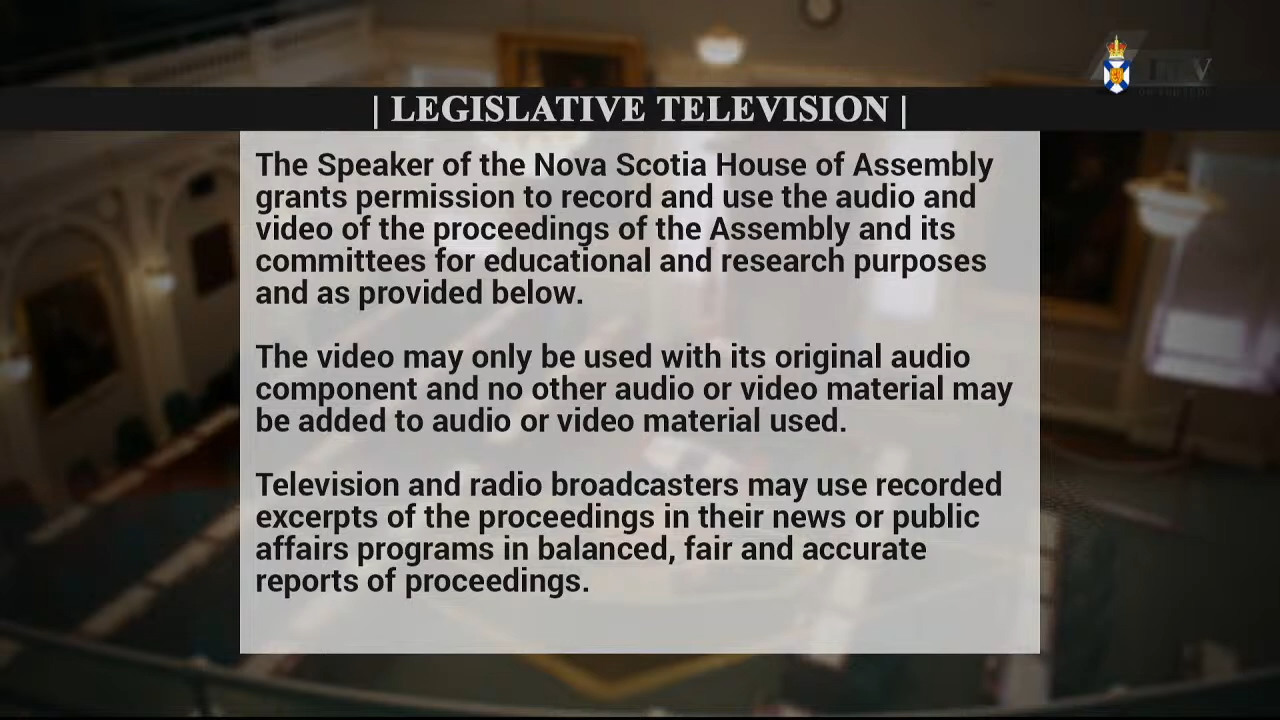 | LEGISLATIVE TELEVISION |
The Speaker of the Nova Scotia House of Assembly
grants permission to record and use the audio and
video of the proceedings of the Assembly and its
committees for educational and research purposes
and as provided below.
The video may only be used with its original audio
component and no other audio or video material may
be added to audio or video material used.
Television and radio broadcasters may use recorded
excerpts of the proceedings in their news or public
affairs programs in balanced, fair and accurate
reports of proceedings.